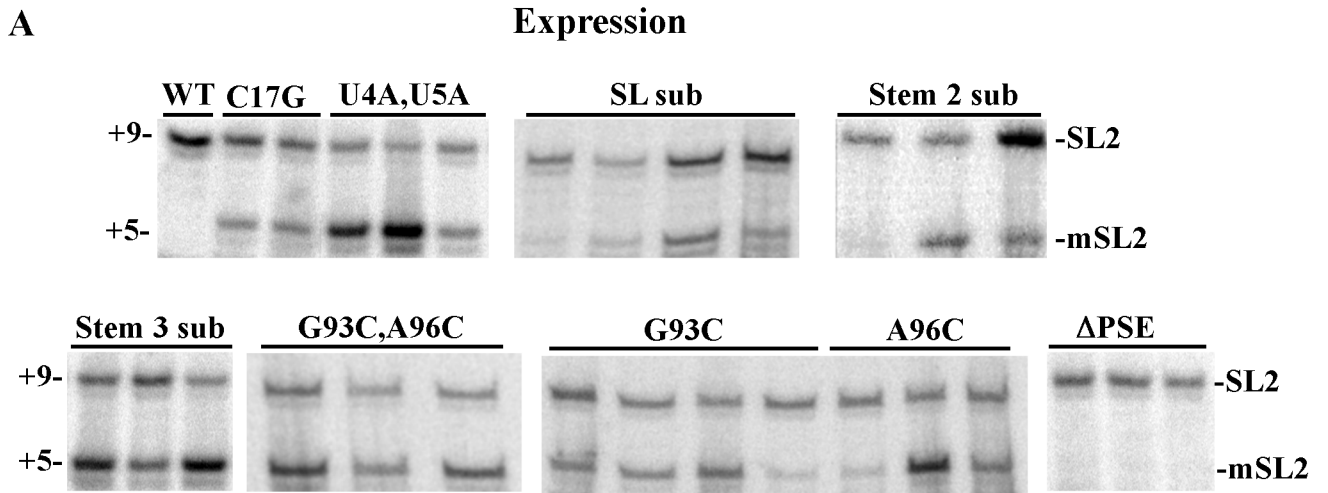 A
Expression
WT C17G U4A,U5A SL sub Stem 2 sub
+9- -SL2
+5- -mSL2
Stem 3 sub G93C,A96C G93C A96C ΔPSE
+9- -SL2
+5- -mSL2